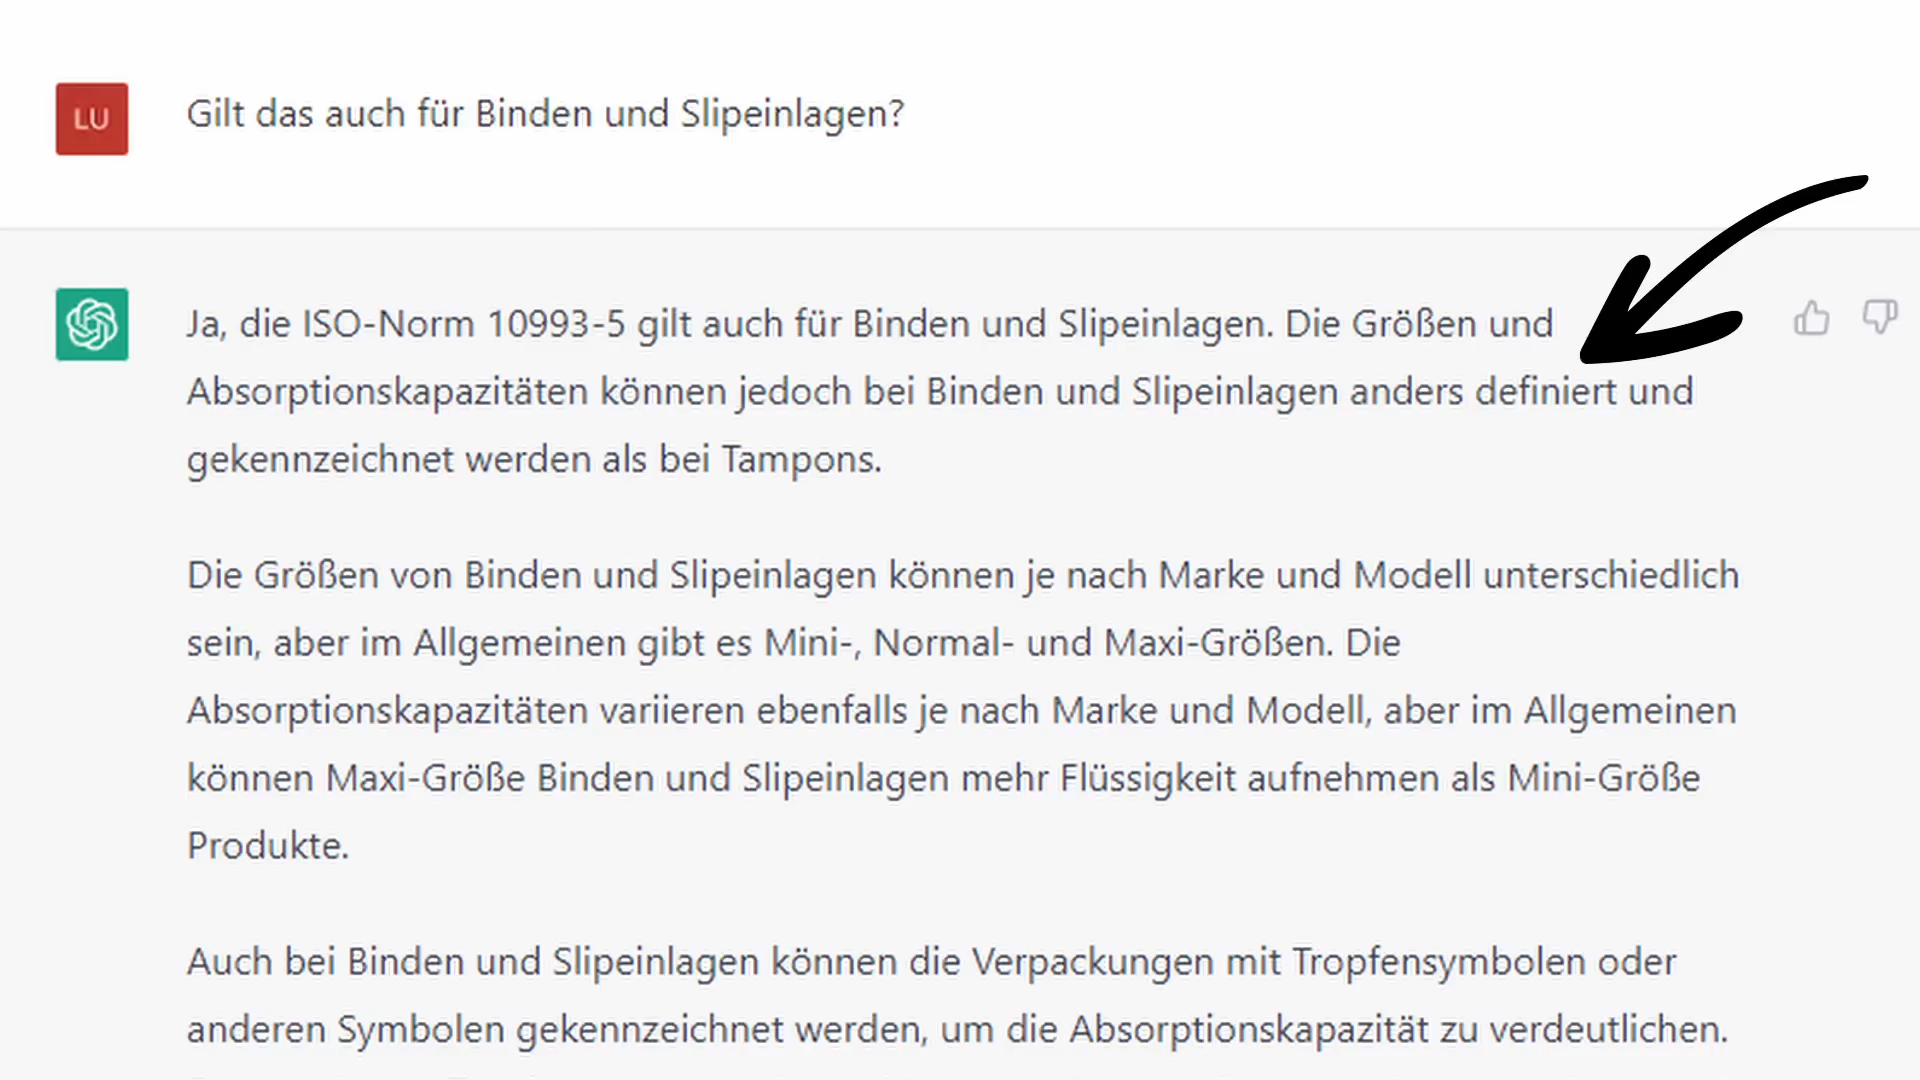 LU
Gilt das auch für Binden und Slipeinlagen?
Ja, die ISO-Norm 10993-5 gilt auch für Binden und Slipeinlagen. Die Größen und
Absorptionskapazitäten können jedoch bei Binden und Slipeinlagen anders definiert und
gekennzeichnet werden als bei Tampons.
Die Größen von Binden und Slipeinlagen können je nach Marke und Modell unterschiedlich
sein, aber im Allgemeinen gibt es Mini-, Normal- und Maxi-Größen. Die
Absorptionskapazitäten variieren ebenfalls je nach Marke und Modell, aber im Allgemeinen
können Maxi-Größe Binden und Slipeinlagen mehr Flüssigkeit aufnehmen als Mini-Größe
Produkte.
Auch bei Binden und Slipeinlagen können die Verpackungen mit Tropfensymbolen oder
anderen Symbolen gekennzeichnet werden, um die Absorptionskapazität zu verdeutlichen.